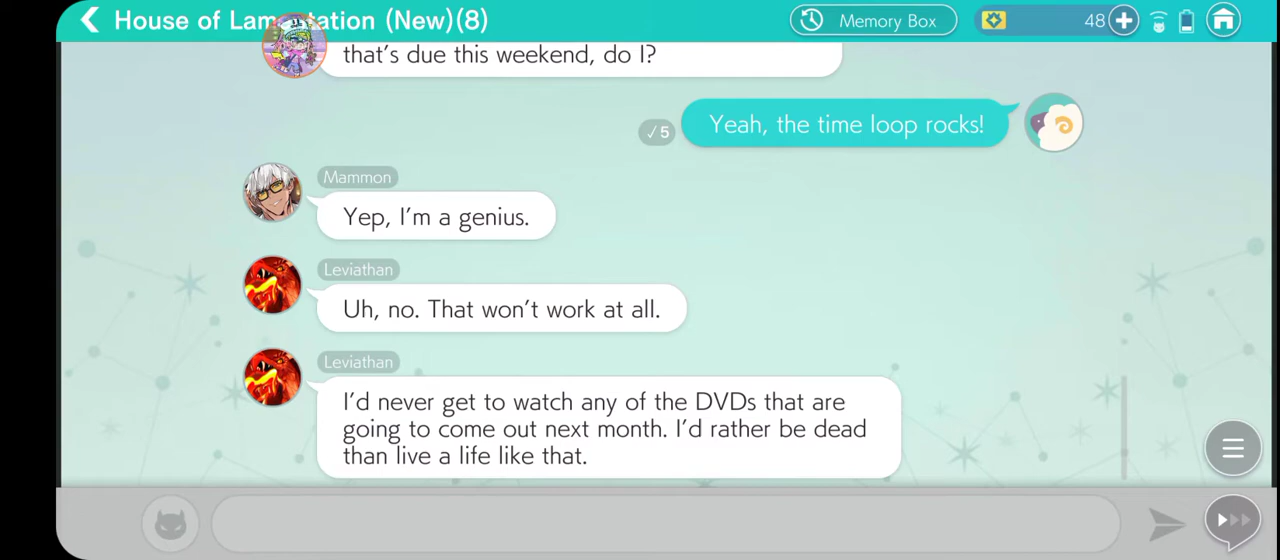 House of Lamentation (New)(8)
Memory Box
48
that's due this weekend, do I?
Yeah, the time loop rocks!
✓5
Mammon
Yep, I'm a genius.
Leviathan
Uh, no. That won't work at all.
Leviathan
I'd never get to watch any of the DVDs that are
going to come out next month. I'd rather be dead
than live a life like that.